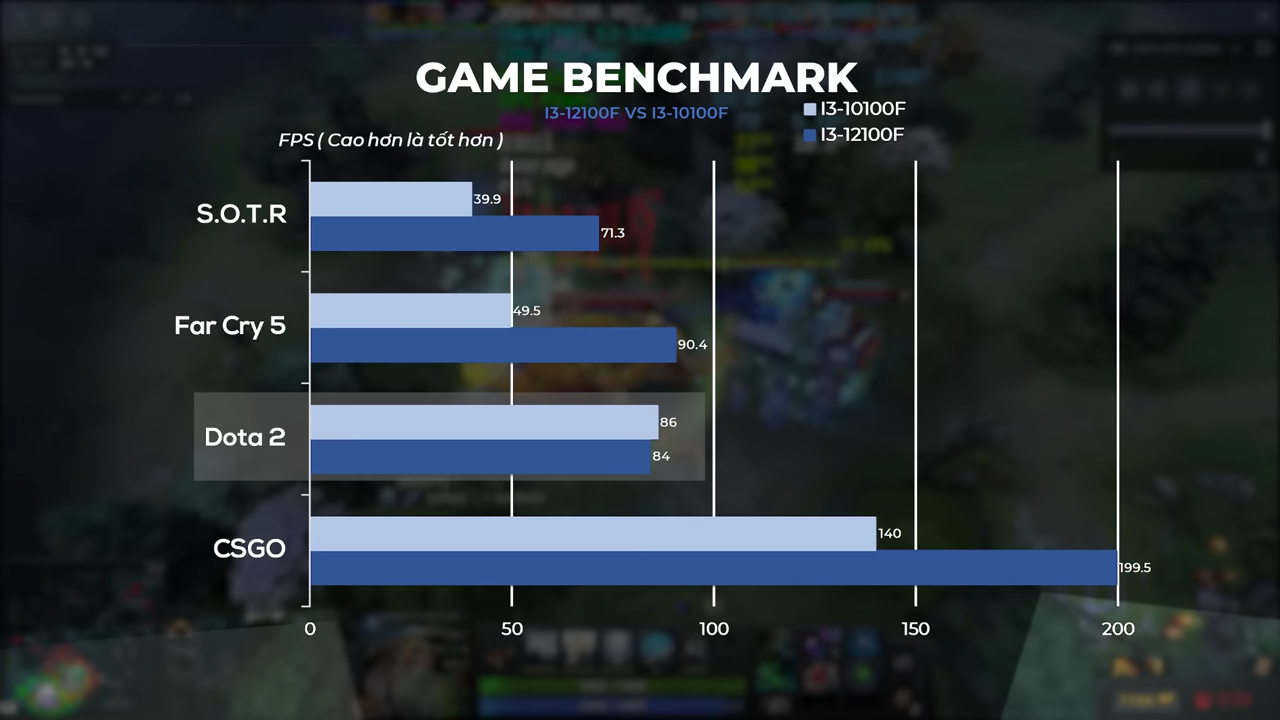 GAME BENCHMARK
I3-12100F VS I3-10100F
I3-10100F
I3-12100F
FPS ( Cao hơn là tốt hơn )
S.O.T.R
39.9
71.3
Far Cry 5
49.5
90.4
Dota 2
86
84
CSGO
140
199.5
0
50
100
150
200